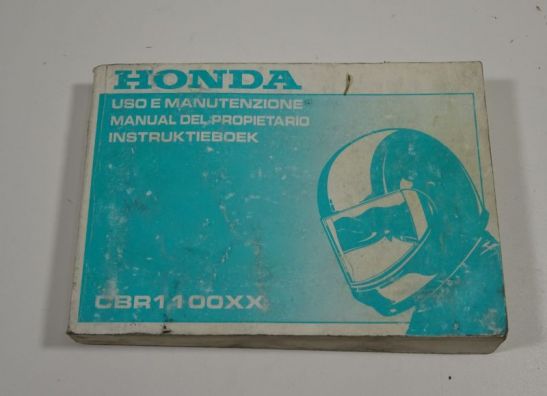 HONDA
USO E MANUTENZIONE
MANUAL DEL PROPIETARIO
INSTRUKTIEBOEK
CBR1100XX